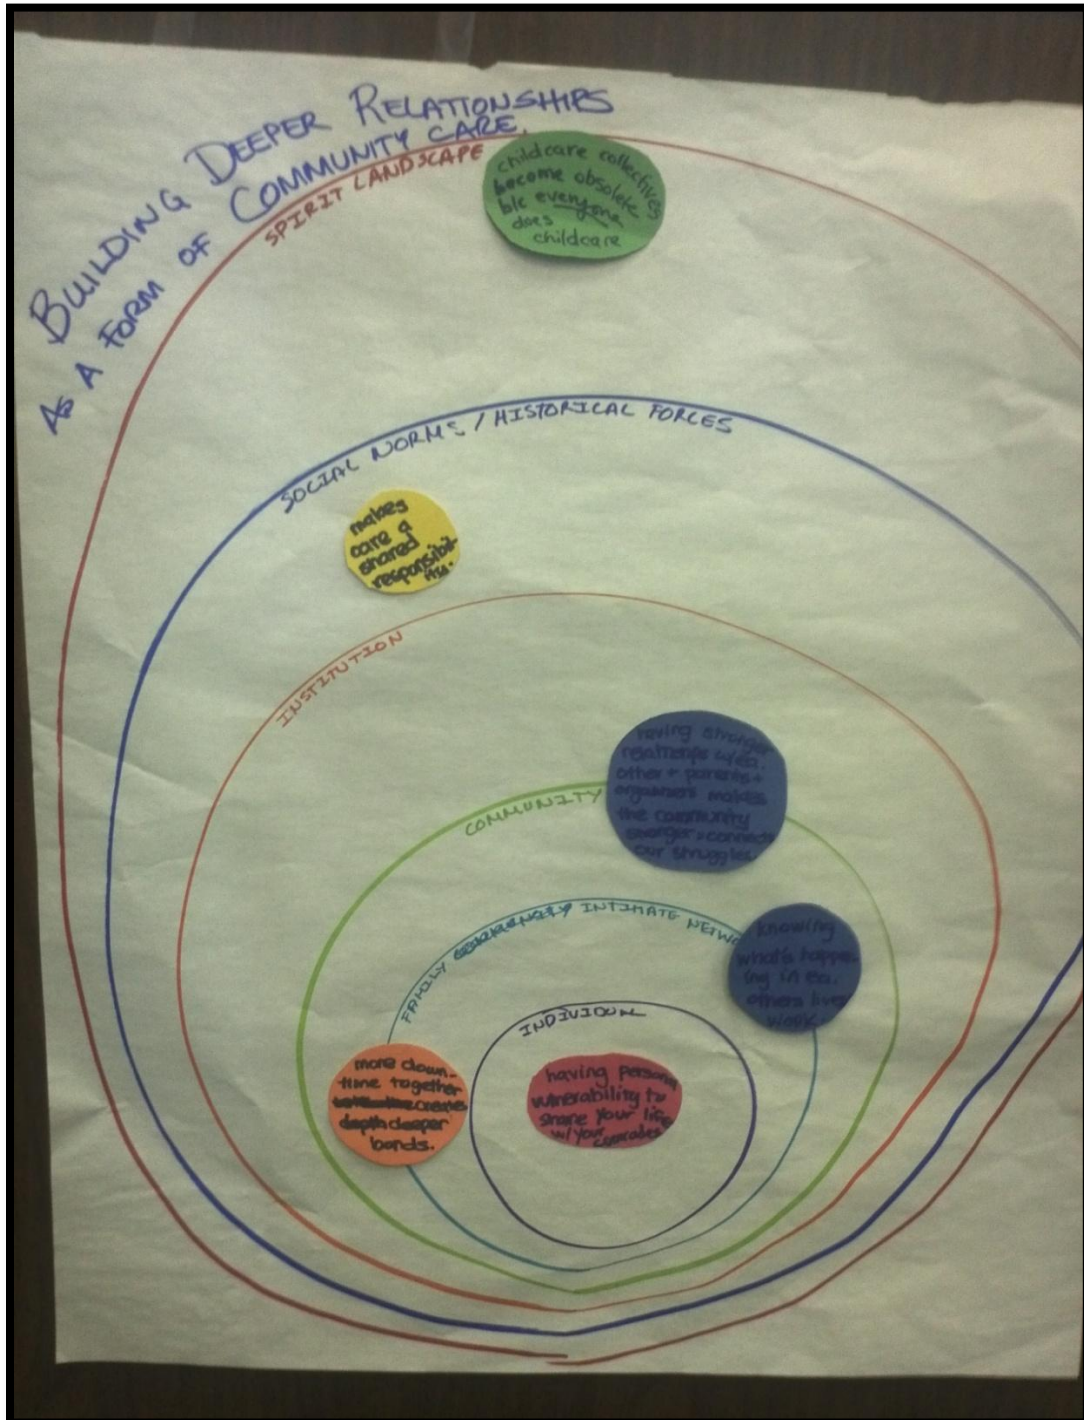 BUILDING DEEPER RELATIONSHIPS
AS A FORM OF COMMUNITY CARE.
SPIRIT LANDSCAPE
childcare collectives
become obsolete
b/c everyone
does
childcare
SOCIAL NORMS / HISTORICAL FORCES
makes
care a
shared
responsibil-
ity.
INSTITUTION
COMMUNITY
having stronger
other + parents +
organizers makes
the community
stronger + connects
our struggles
FAMILY INTIMATE NETWO
knowing
what's happen-
ing in ea.
others lives
work
INDIVIDUAL
more down-
time together
creates
depth deeper
bonds.
having personal
vulnerability to
share your life
w/your comrades